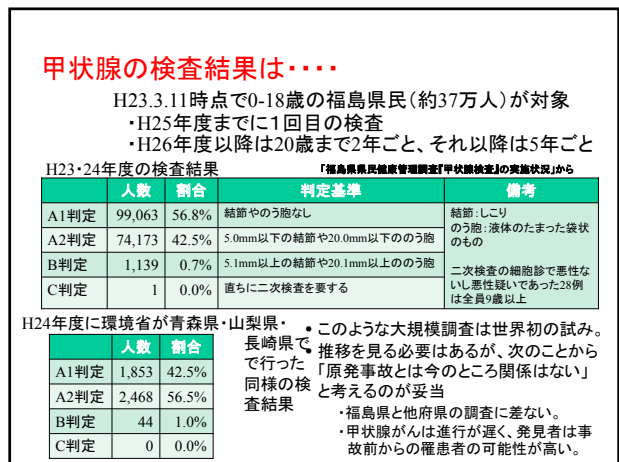 甲状腺の検査結果は・・・・
H23.3.11時点で0-18歳の福島県民(約37万人)が対象
・H25年度までに1回目の検査
・H26年度以降は20歳まで2年ごと、それ以降は5年ごと
H23・24年度の検査結果
「福島県県民健康管理調査『甲状腺検査』の実施状況」から
人数 割合 判定基準 備考
A1判定 99,063 56.8% 結節やのう胞なし
A2判定 74,173 42.5% 5.0mm以下の結節や20.0mm以下ののう胞
B判定 1,139 0.7% 5.1mm以上の結節や20.1mm以上ののう胞
C判定 1 0.0% 直ちに二次検査を要する
結節:しこり
のう胞:液体のたまった袋状
のもの
二次検査の細胞診で悪性な
いし悪性疑いであった28例
は全員9歳以上
H24年度に環境省が青森県・山梨県・
長崎県で
で行った
同様の検
査結果
人数 割合
A1判定 1,853 42.5%
A2判定 2,468 56.5%
B判定 44 1.0%
C判定 0 0.0%
• このような大規模調査は世界初の試み。
• 推移を見る必要はあるが、次のことから
「原発事故とは今のところ関係はない」
と考えるのが妥当
・福島県と他府県の調査に差ない。
・甲状腺がんは進行が遅く、発見者は事
故前からの罹患者の可能性が高い。